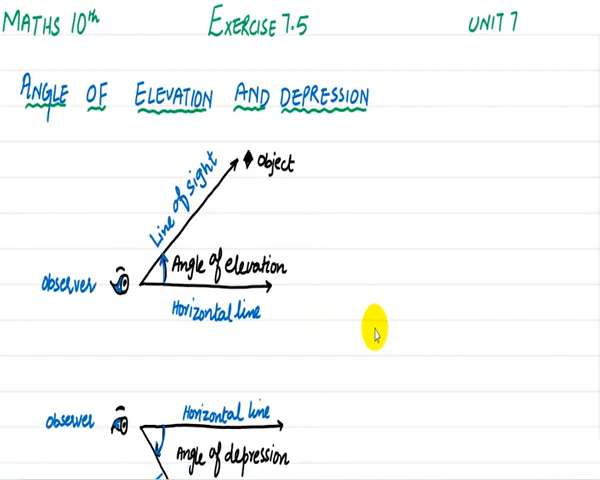 MATHS 10th EXERCISE 7.5 UNIT 7
ANGLE OF ELEVATION AND DEPRESSION
Object
Line of sight
Angle of elevation
Observer
Horizontal line
Horizontal line
Observer
Angle of depression